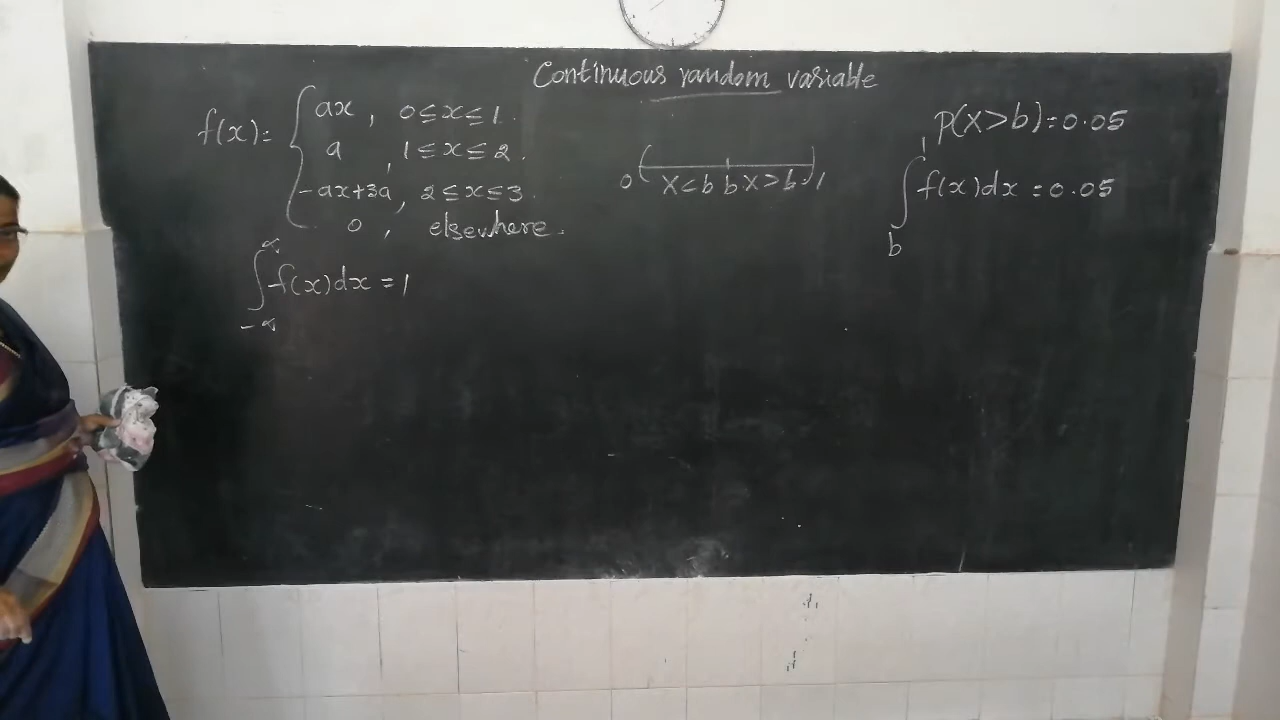 Continuous random variable
f(x)= { ax, 0≤x≤1.
a, 1≤x≤2.
-ax+3a, 2≤x≤3.
0, elsewhere.
∫_{-∞}^{∞} f(x)dx = 1
0 X≤b b X>b 1
P(X>b)=0.05
∫_{b}^{1} f(x)dx = 0.05